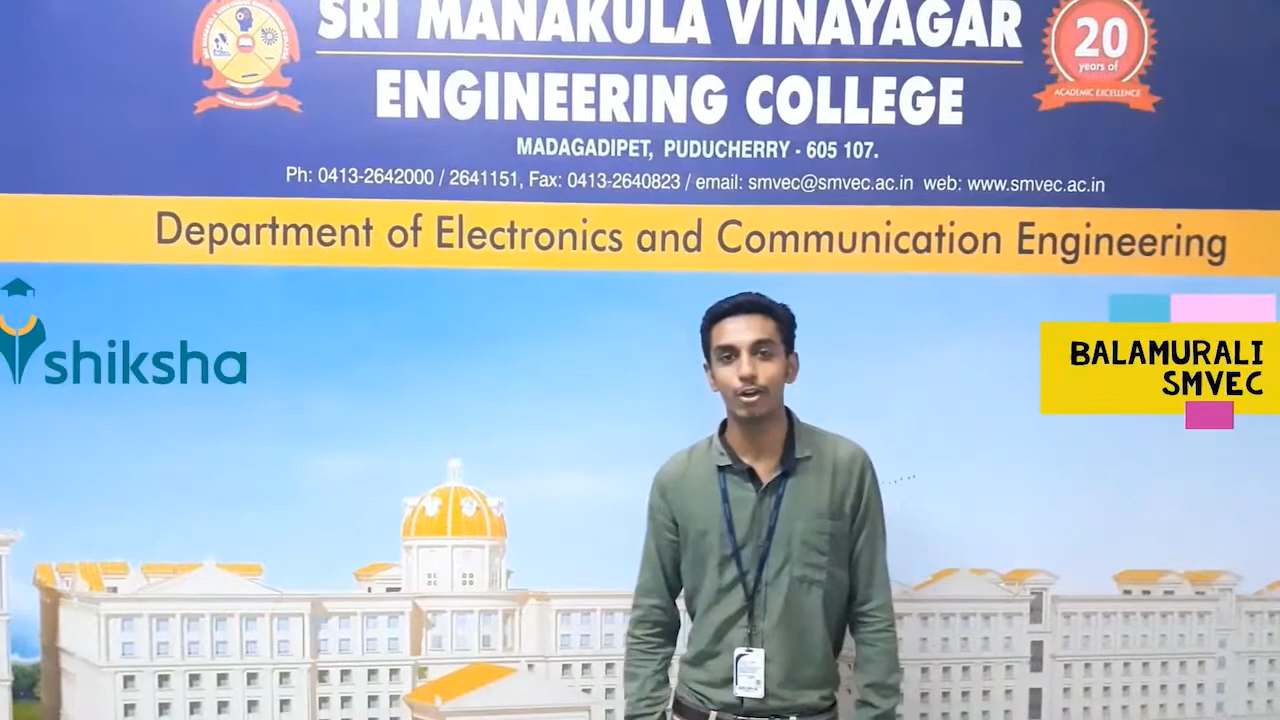 SRI MANAKULA VINAYAGAR
ENGINEERING COLLEGE
20
years of
ACADEMIC EXCELLENCE
MADAGADIPET, PUDUCHERRY - 605 107.
Ph: 0413-2642000 / 2641151, Fax: 0413-2640823 / email: smvec@smvec.ac.in web: www.smvec.ac.in
Department of Electronics and Communication Engineering
shiksha
BALAMURALI
SMVEC